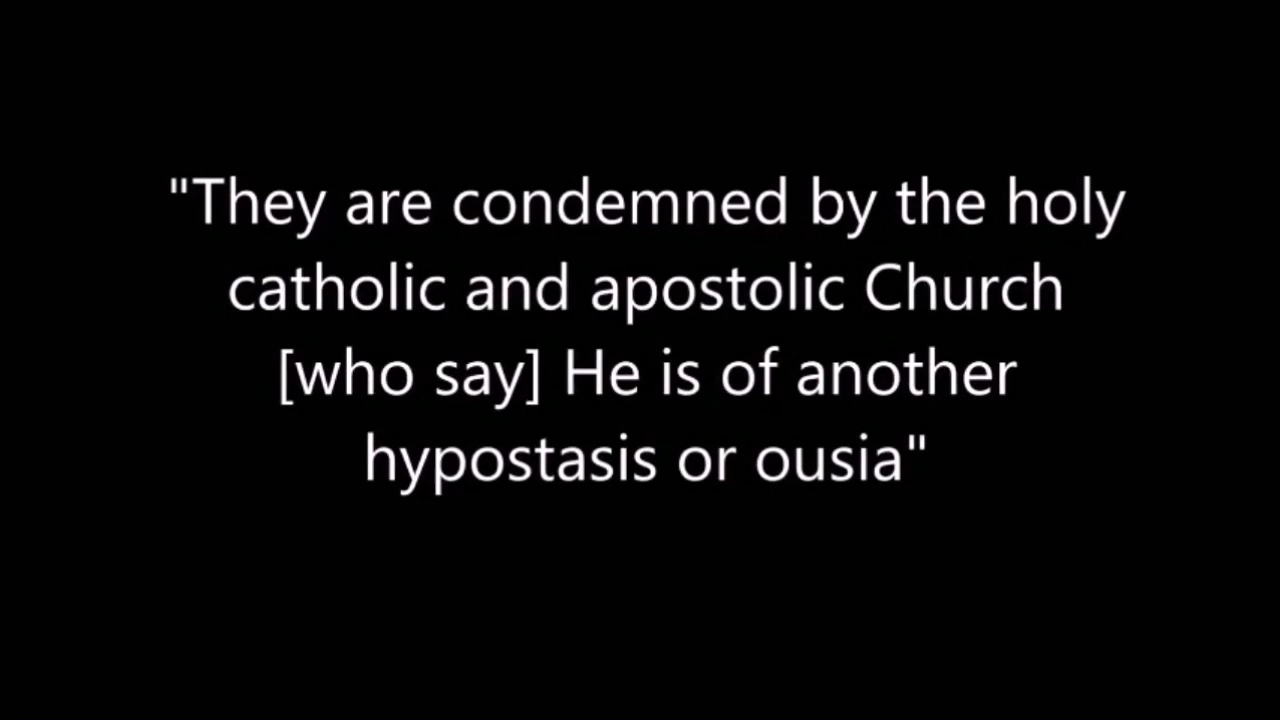 "They are condemned by the holy
catholic and apostolic Church
[who say] He is of another
hypostasis or ousia"